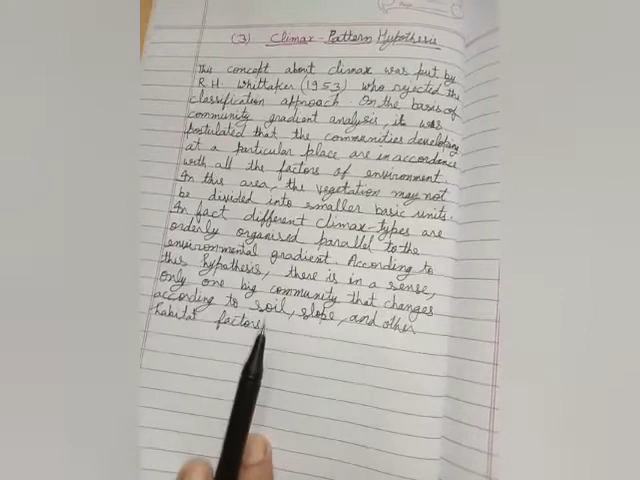 (3) Climax-Pattern Hypothesis
This concept about climax was put by
R.H. Whittaker (1953) who rejected the
classification approach. On the basis of
community gradient analysis, it was
postulated that the communities developing
at a particular place are in accordance
with all the factors of environment.
In this area, the vegetation may not
be divided into smaller basic units.
In fact different climax-types are
orderly organised parallel to the
environmental gradient. According to
this hypothesis, there is in a sense,
only one big community that changes
according to soil, slope, and other
habitat factors